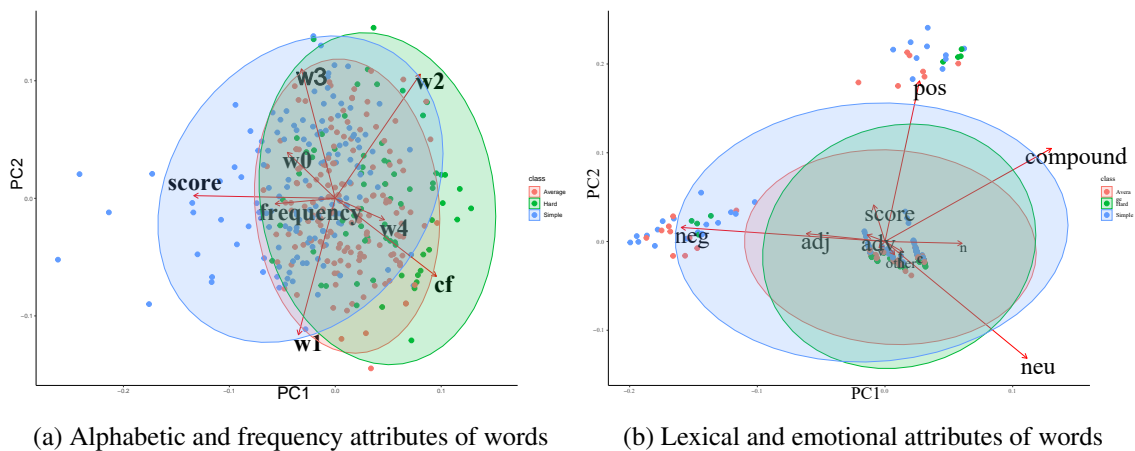 0.1
0.0
−0.1
−0.2
−0.1
0.0
0.1
PC2
PC1
w3
w2
w0
score
frequency
w4
cf
w1
class
Average
Hard
Simple
0.2
0.1
0.0
−0.1
−0.2
−0.1
0.0
0.1
PC2
PC1
pos
compound
score
neg
adj
adv
n
other
neu
class
Hard
Simple
(a) Alphabetic and frequency attributes of words
(b) Lexical and emotional attributes of words